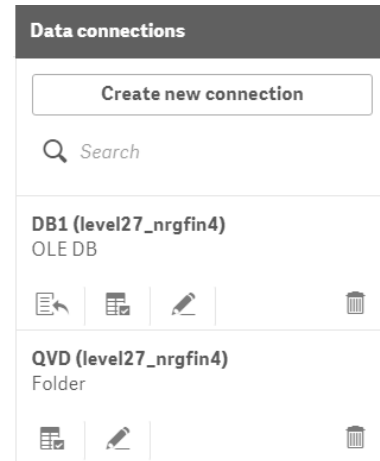 Data connections
Create new connection
Search
DB1 (level27_nrgfin4)
OLE DB
QVD (level27_nrgfin4)
Folder